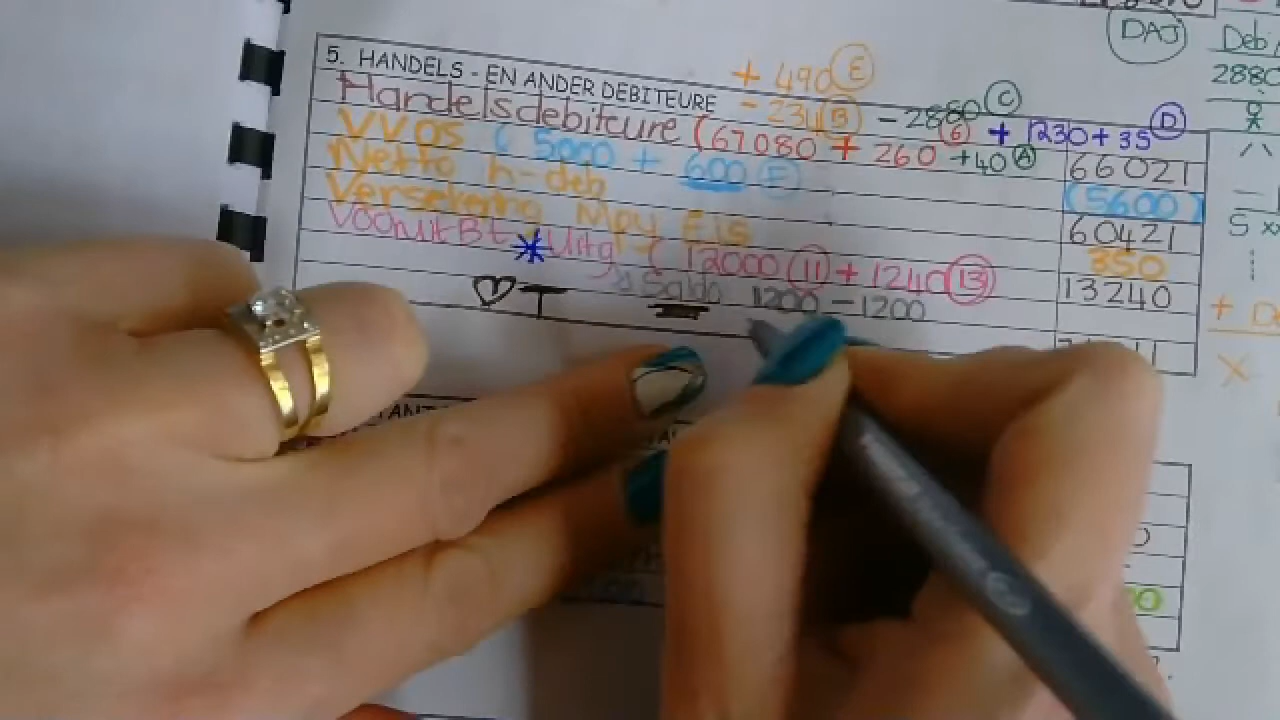 DAJ
Deb
2880
5. HANDELS - EN ANDER DEBITEURE
+ 490 E
- 234 B - 2880 C
Handelsdebiteure (67080 + 260 6 + 40 A + 1230 + 35 D 66021
VVOS ( 5000 + 600 F (5600)
Netto h-deb 60421
Versekering Mpy Eis 350
VooruitBt * Uitg ( 12000 11 + 1240 13 13240
Saldo 1200 - 1200